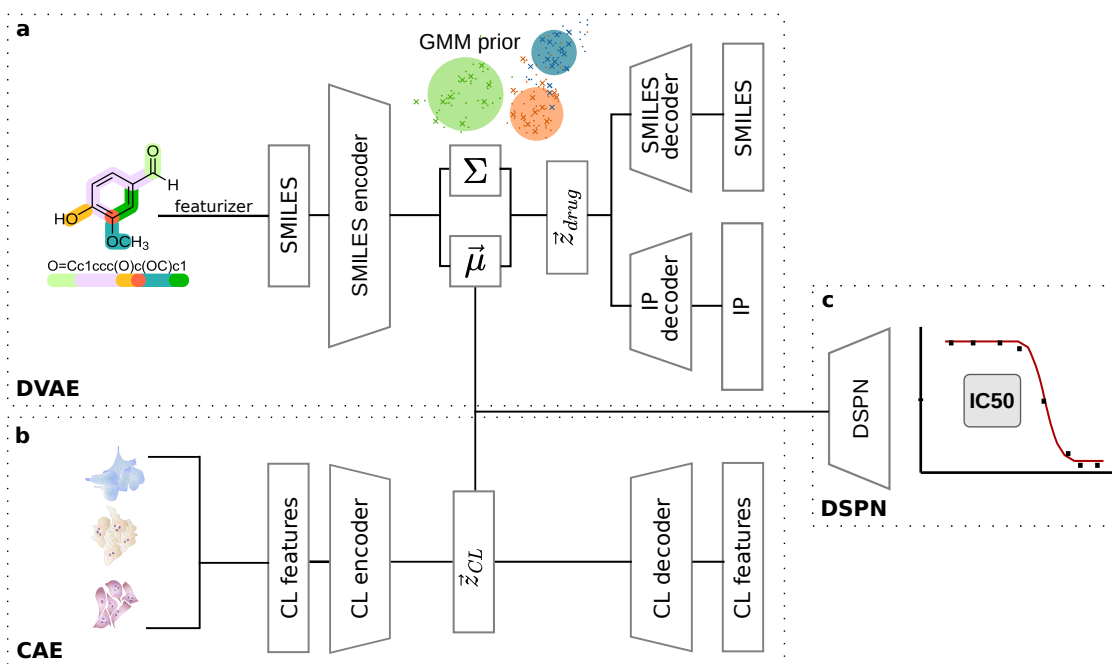 a
GMM prior
O
H
HO
OCH3
O=Cc1ccc(O)c(OC)c1
featurizer
SMILES
SMILES encoder
Σ
μ⃗
z⃗drug
SMILES
decoder
SMILES
IP
decoder
IP
DVAE
b
CL features
CL encoder
z⃗CL
CL decoder
CL features
CAE
c
DSPN
IC50
DSPN